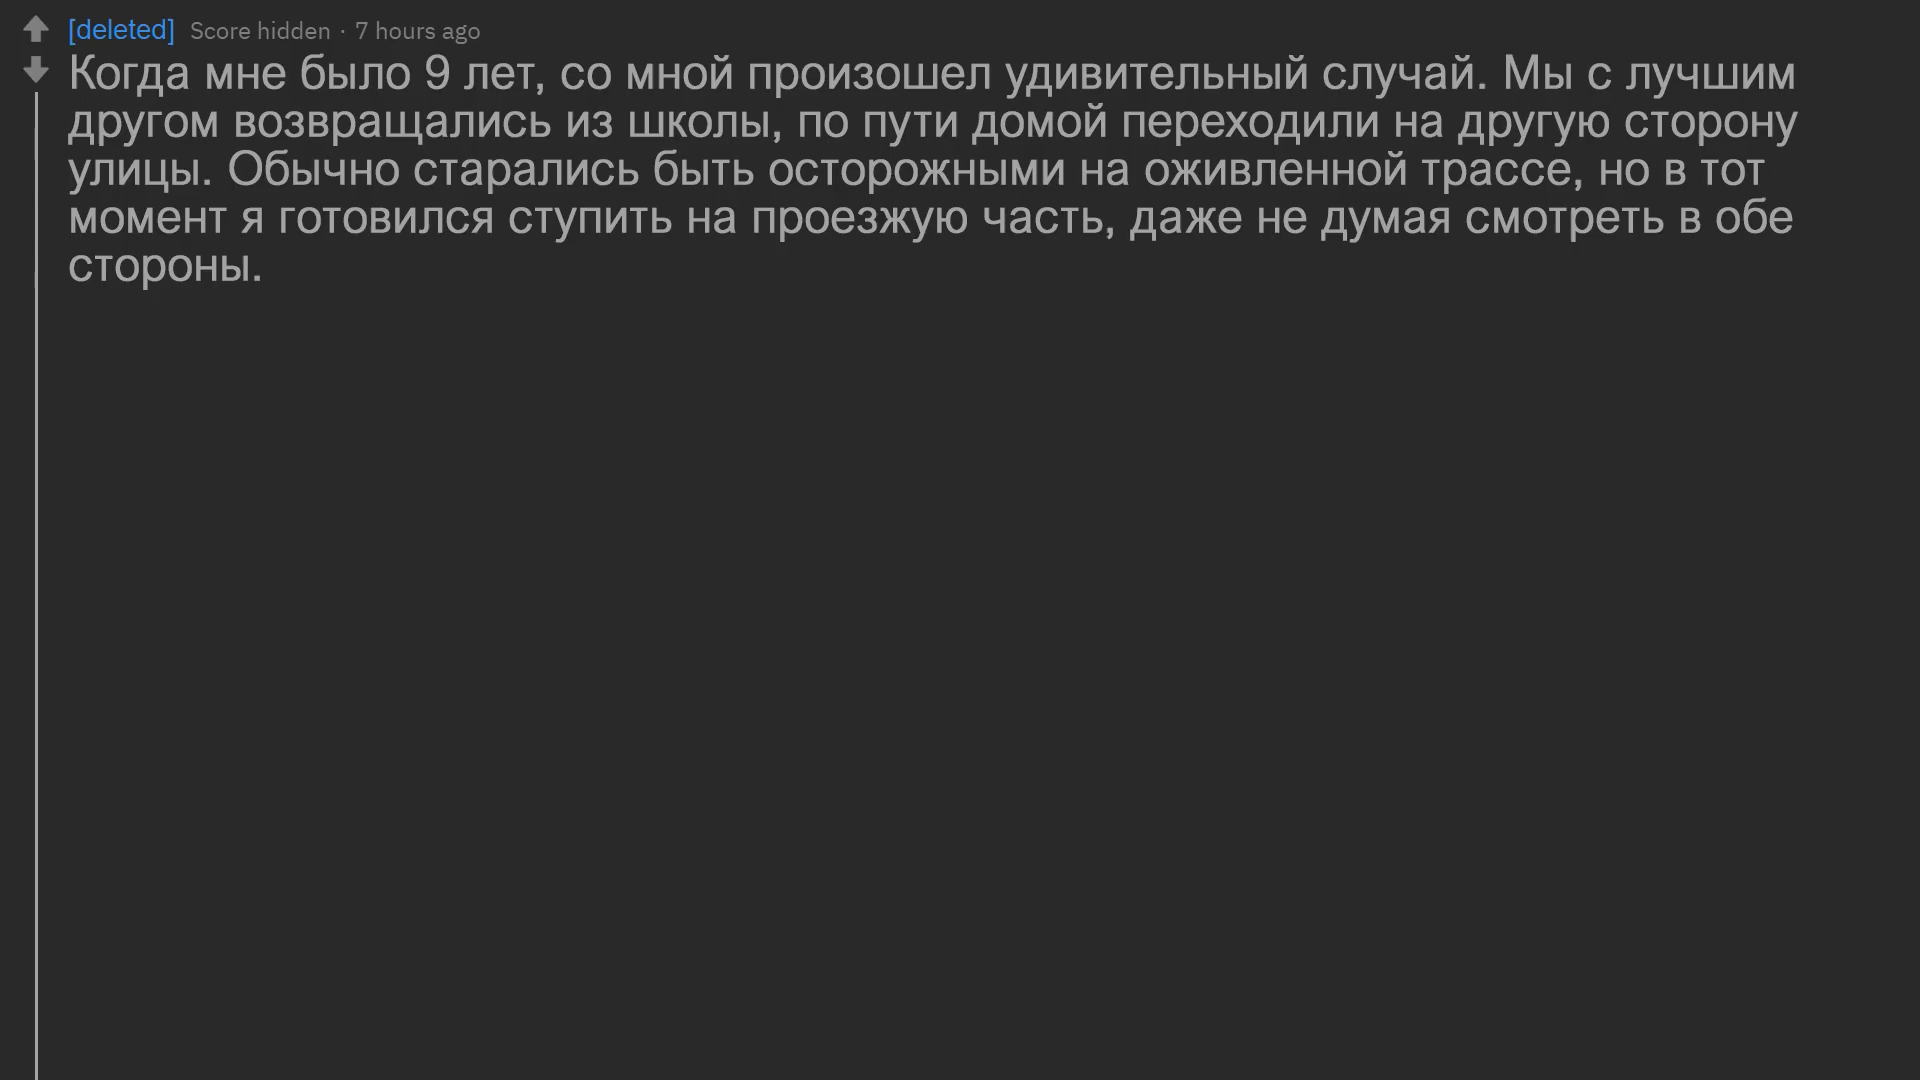 [deleted] Score hidden · 7 hours ago
Когда мне было 9 лет, со мной произошел удивительный случай. Мы с лучшим
другом возвращались из школы, по пути домой переходили на другую сторону
улицы. Обычно старались быть осторожными на оживленной трассе, но в тот
момент я готовился ступить на проезжую часть, даже не думая смотреть в обе
стороны.